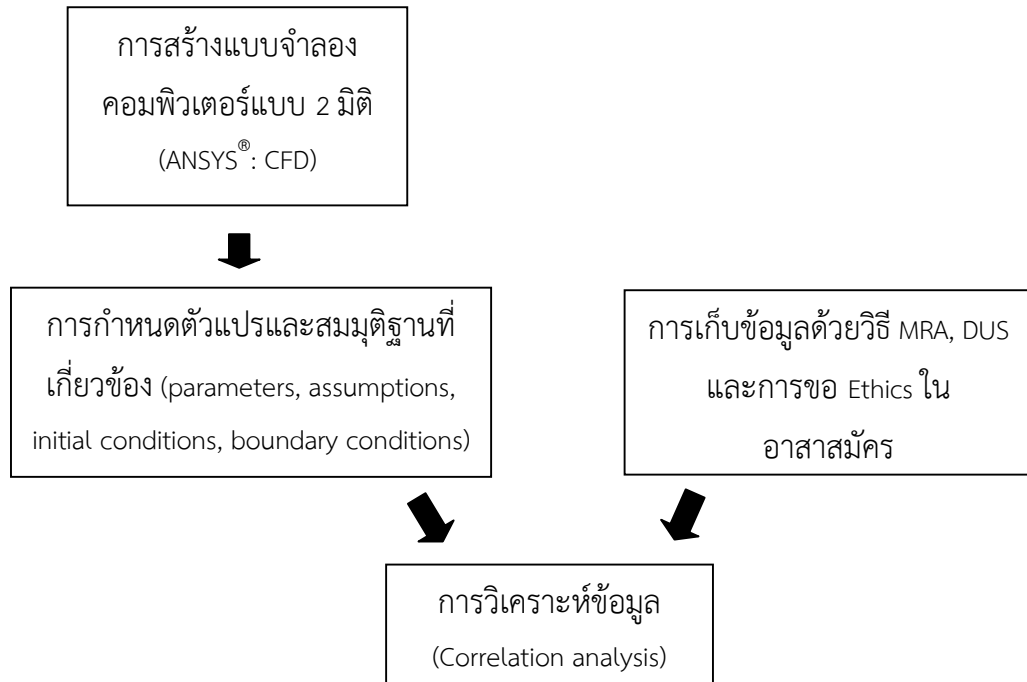 การสร้างแบบจำลอง
คอมพิวเตอร์แบบ 2 มิติ
(ANSYS®: CFD)
การกำหนดตัวแปรและสมมุติฐานที่
เกี่ยวข้อง (parameters, assumptions,
initial conditions, boundary conditions)
การเก็บข้อมูลด้วยวิธี MRA, DUS
และการขอ Ethics ใน
อาสาสมัคร
การวิเคราะห์ข้อมูล
(Correlation analysis)